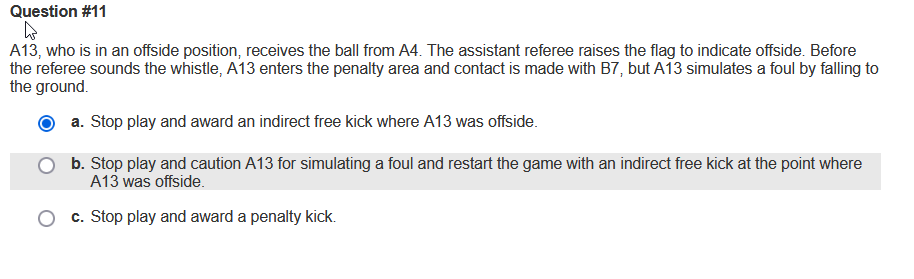 Question #11
A13, who is in an offside position, receives the ball from A4. The assistant referee raises the flag to indicate offside. Before
the referee sounds the whistle, A13 enters the penalty area and contact is made with B7, but A13 simulates a foul by falling to
the ground.
a. Stop play and award an indirect free kick where A13 was offside.
b. Stop play and caution A13 for simulating a foul and restart the game with an indirect free kick at the point where
A13 was offside.
c. Stop play and award a penalty kick.